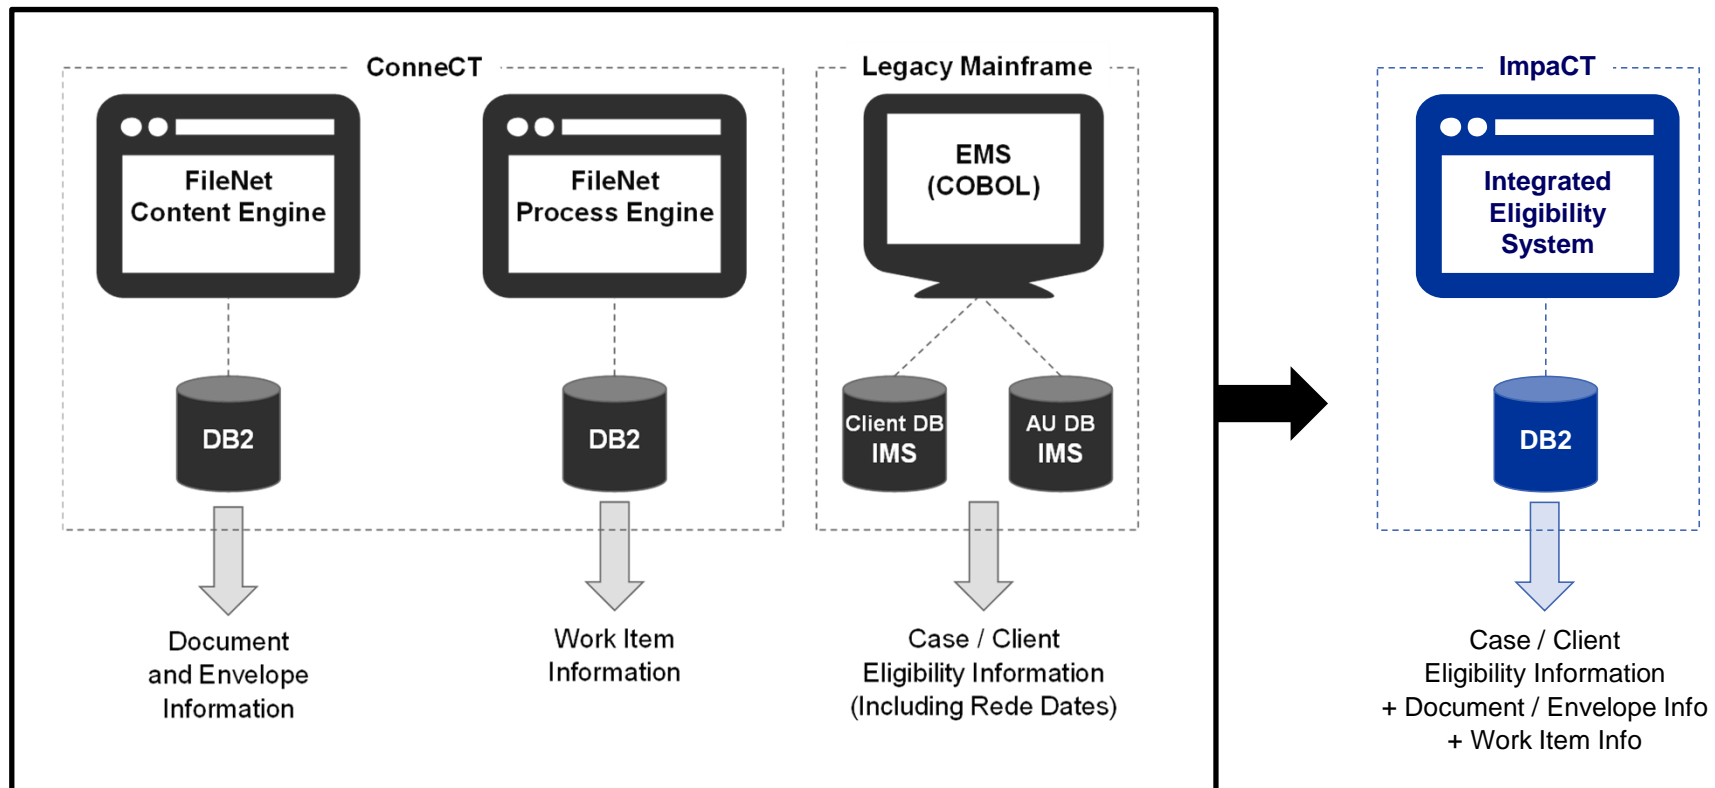 ConneCT
FileNet
Content Engine
DB2
Document
and Envelope
Information
FileNet
Process Engine
DB2
Work Item
Information
Legacy Mainframe
EMS
(COBOL)
Client DB
IMS
AU DB
IMS
Case / Client
Eligibility Information
(Including Rede Dates)
ImpaCT
Integrated
Eligibility
System
DB2
Case / Client
Eligibility Information
+ Document / Envelope Info
+ Work Item Info